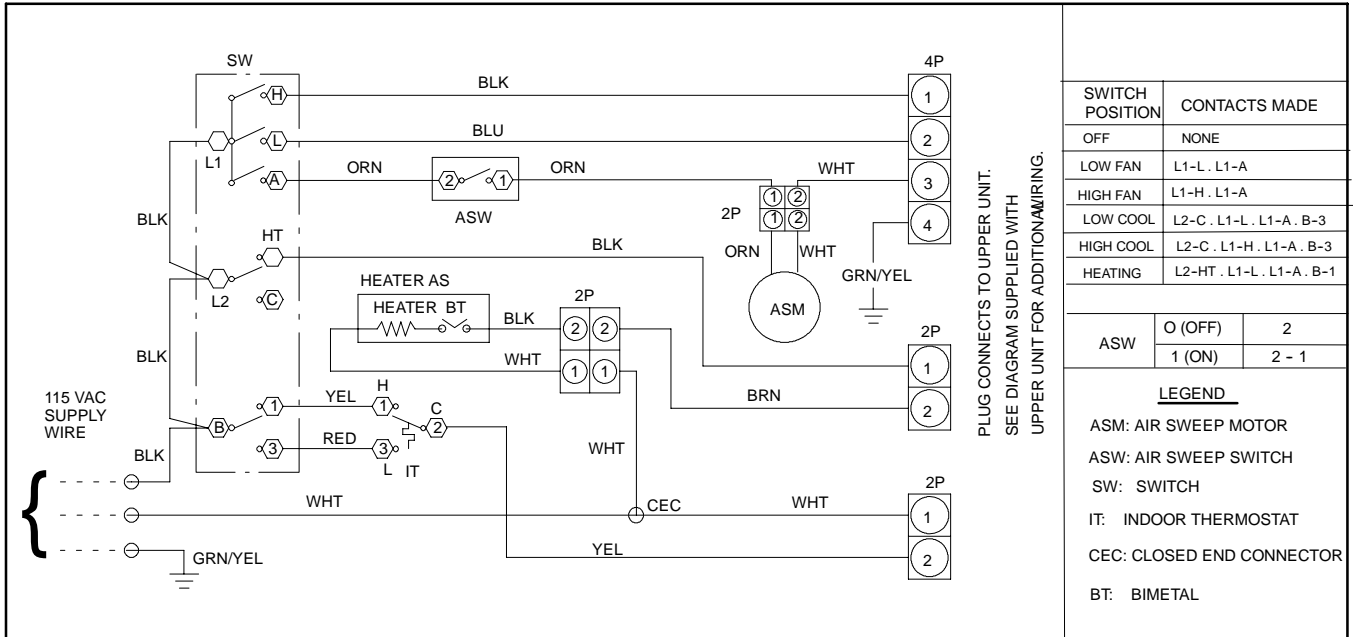 SW
4P
H
BLK
1
L
BLU
2
L1
A
ORN
2
1
ORN
WHT
3
ASW
2P
1
2
1
2
4
BLK
HT
BLK
ORN
WHT
GRN/YEL
L2
C
HEATER AS
HEATER BT
2P
ASM
BLK
2
2
2P
WHT
1
1
1
BLK
BRN
2
115 VAC
SUPPLY
WIRE
1
YEL
H
1
C
2
B
3
RED
3
L
IT
WHT
BLK
2P
WHT
CEC
WHT
1
YEL
2
GRN/YEL
PLUG CONNECTS TO UPPER UNIT.
SEE DIAGRAM SUPPLIED WITH
UPPER UNIT FOR ADDITIONALWIRING.
SWITCH POSITION CONTACTS MADE
OFF NONE
LOW FAN L1-L . L1-A
HIGH FAN L1-H . L1-A
LOW COOL L2-C . L1-L . L1-A . B-3
HIGH COOL L2-C . L1-H . L1-A . B-3
HEATING L2-HT . L1-L . L1-A . B-1
ASW
O (OFF) 2
1 (ON) 2 - 1
LEGEND
ASM: AIR SWEEP MOTOR
ASW: AIR SWEEP SWITCH
SW: SWITCH
IT: INDOOR THERMOSTAT
CEC: CLOSED END CONNECTOR
BT: BIMETAL